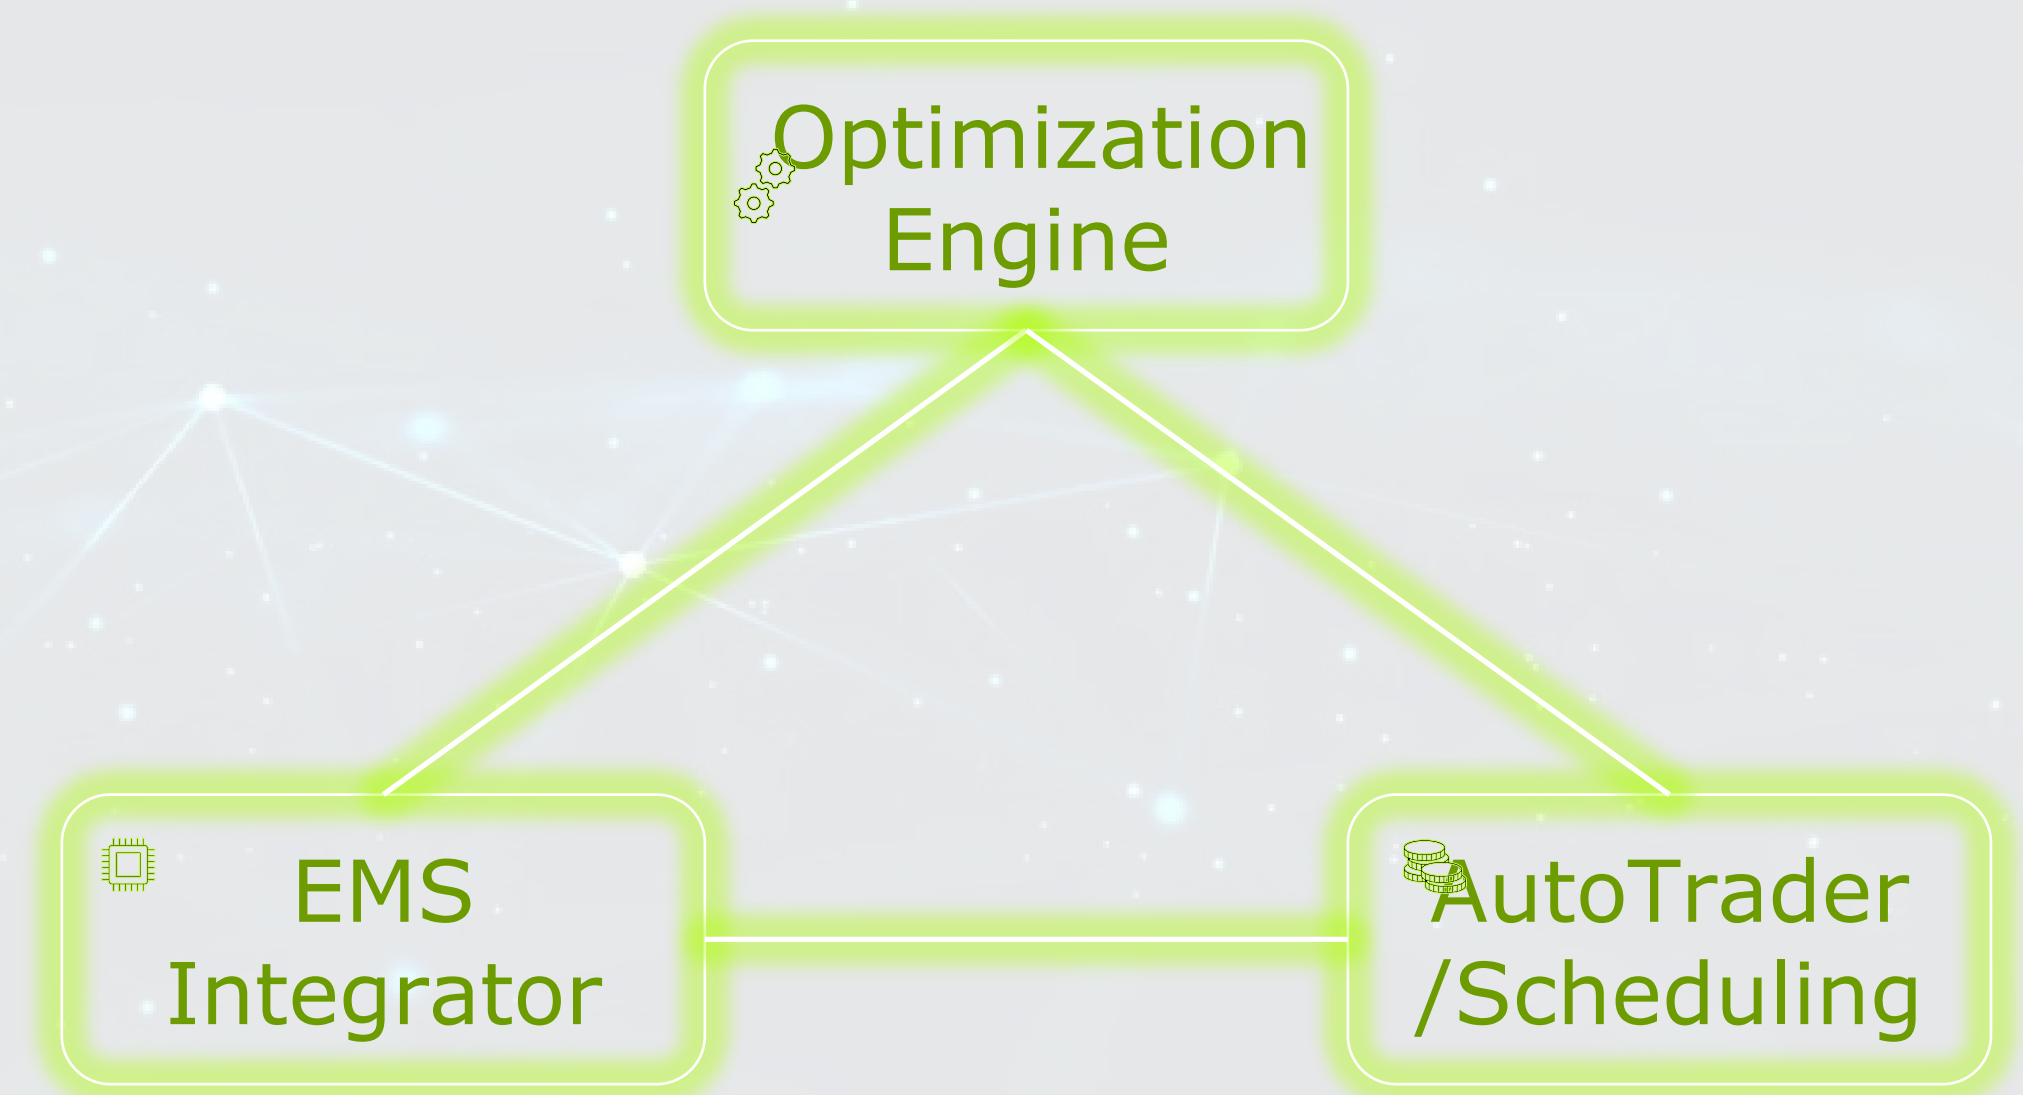 Optimization
Engine
EMS
Integrator
AutoTrader
/Scheduling